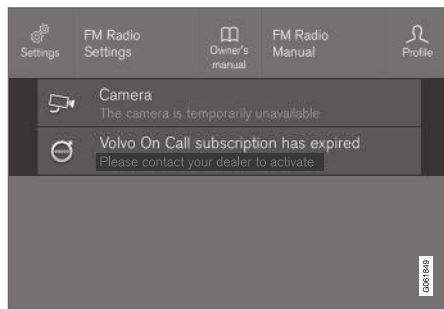 Settings
FM Radio
Settings
Owner's
manual
FM Radio
Manual
Profile
Camera
The camera is temporarily unavailable
VOLVO
Volvo On Call subscription has expired
Please contact your dealer to activate
G061849